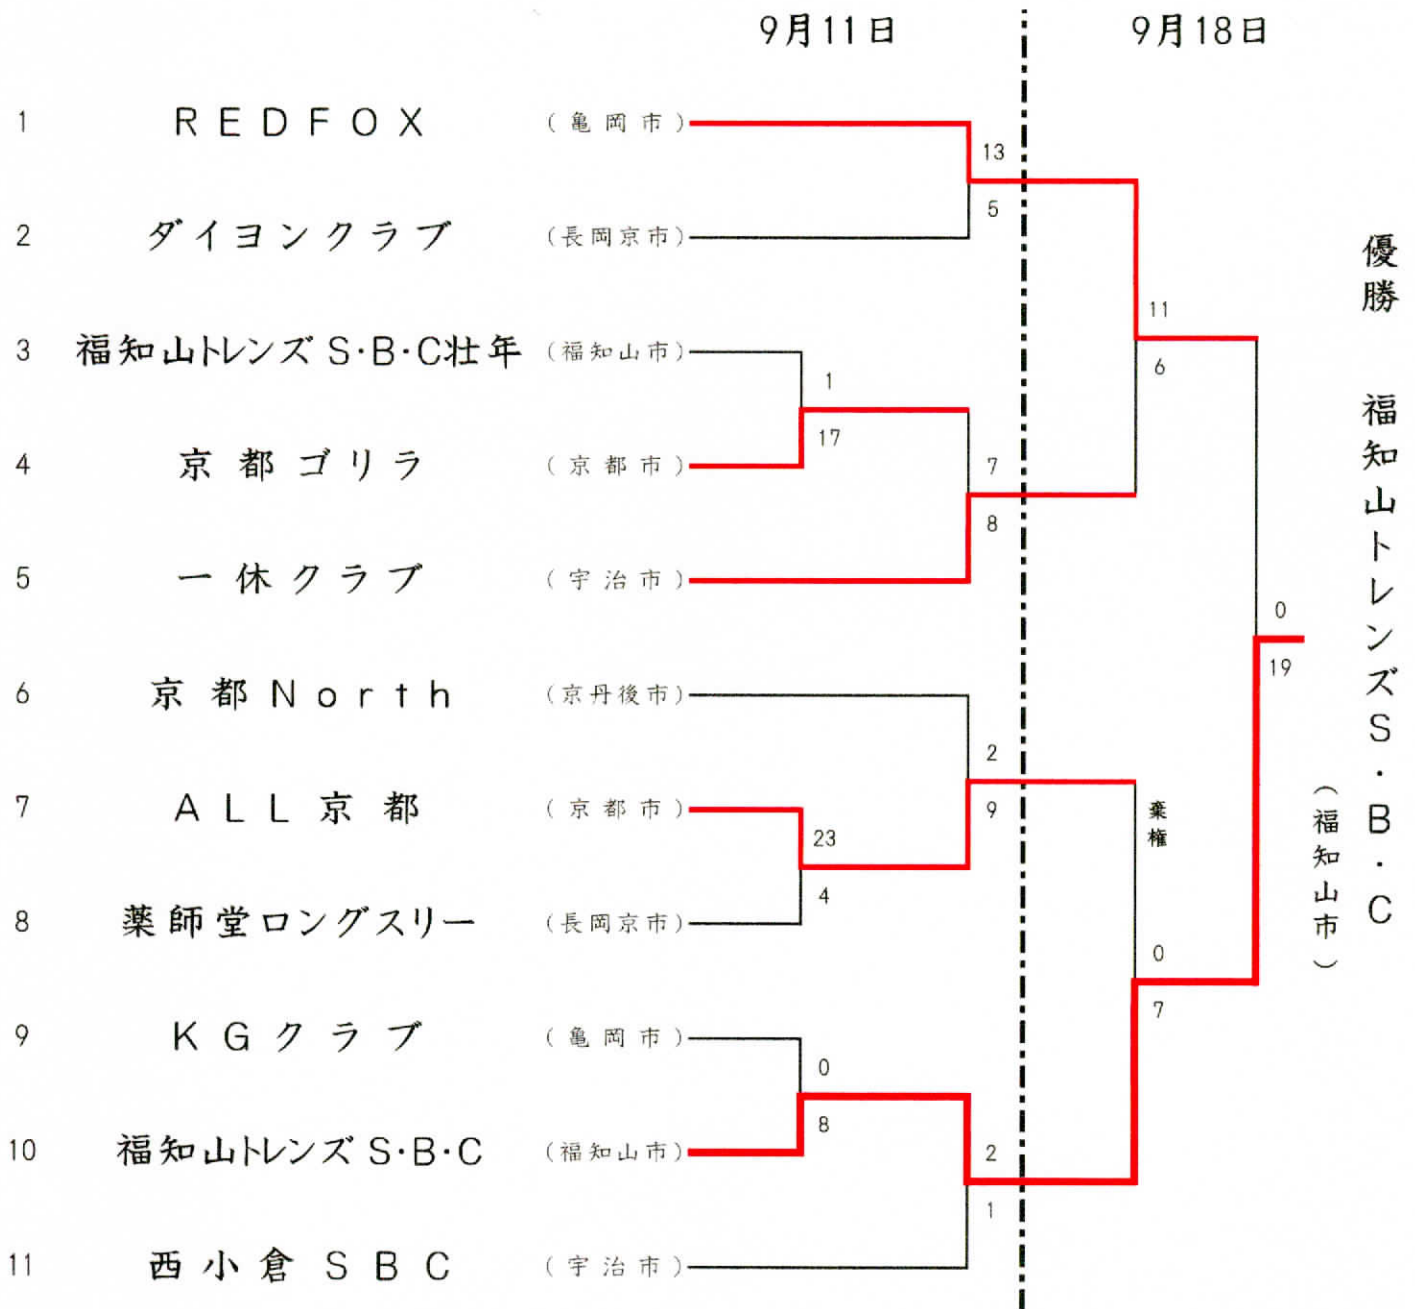 9月11日 9月18日
1 REDFOX (亀岡市)
13
5
2 ダイヨンクラブ (長岡京市)
11
6
3 福知山トレンズS・B・C壮年 (福知山市)
1
17
4 京都ゴリラ (京都市)
7
8
5 一休クラブ (宇治市)
0
19
6 京都North (京丹後市)
2
9
7 ALL京都 (京都市)
23
4
棄権
8 薬師堂ロングスリー (長岡京市)
0
7
9 KGクラブ (亀岡市)
0
8
10 福知山トレンズS・B・C (福知山市)
2
1
11 西小倉SBC (宇治市)
優勝 福知山トレンズS・B・C
(福知山市)